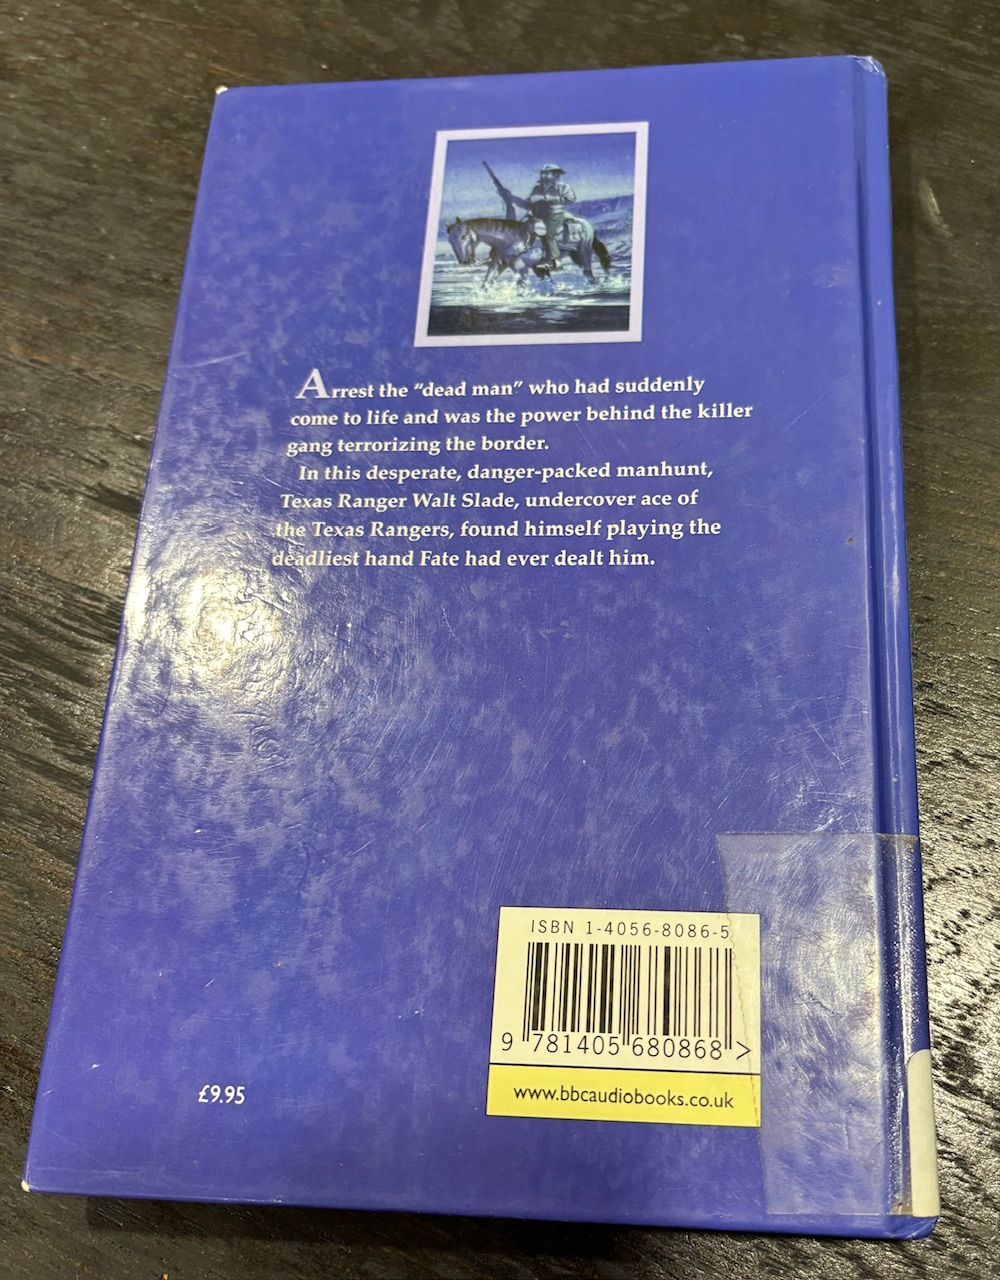 Arrest the "dead man" who had suddenly
come to life and was the power behind the killer
gang terrorizing the border.
In this desperate, danger-packed manhunt,
Texas Ranger Walt Slade, undercover ace of
the Texas Rangers, found himself playing the
deadliest hand Fate had ever dealt him.
ISBN 1-4056-8086-5
9 781405 680868 >
www.bbcaudiobooks.co.uk
£9.95